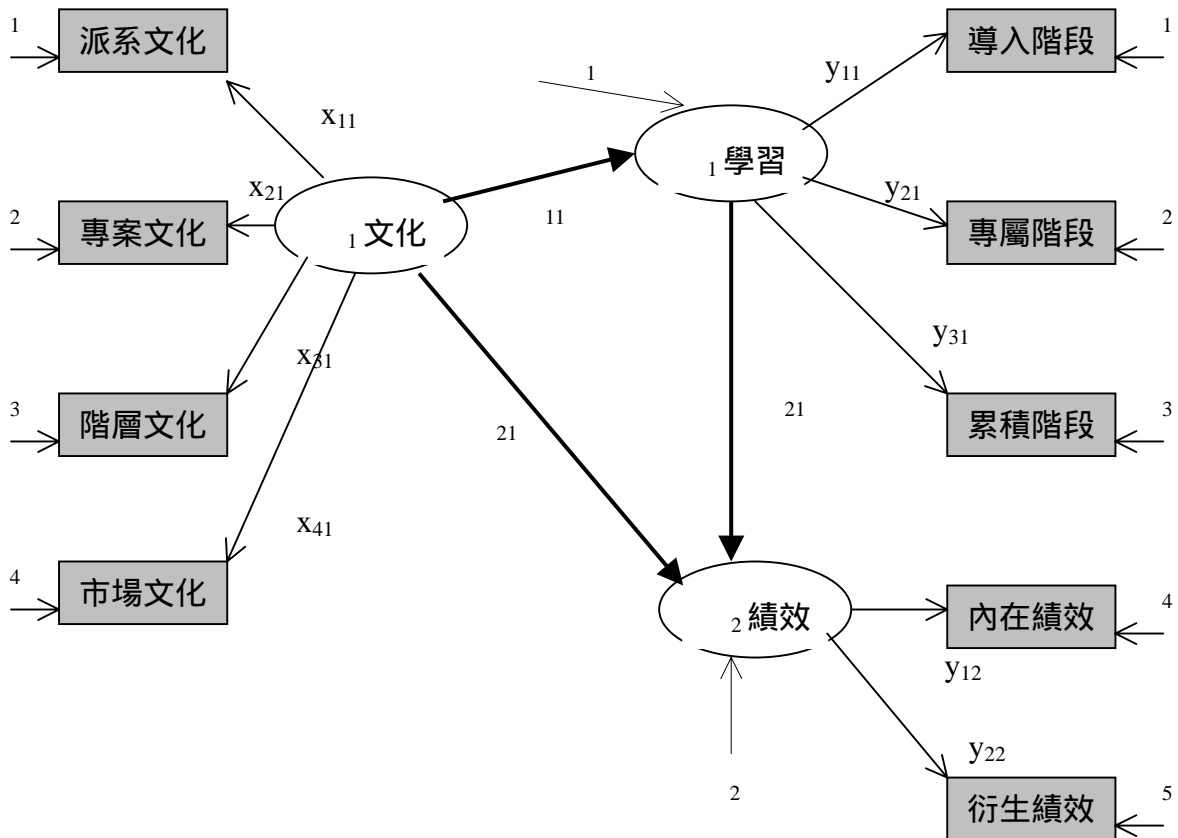 1
派系文化
x11
x21
2
專案文化
1 文化
x31
3
階層文化
x41
4
市場文化
11
21
1
1 學習
y11
導入階段
1
y21
專屬階段
2
y31
累積階段
3
21
2 績效
2
內在績效
4
y12
y22
衍生績效
5